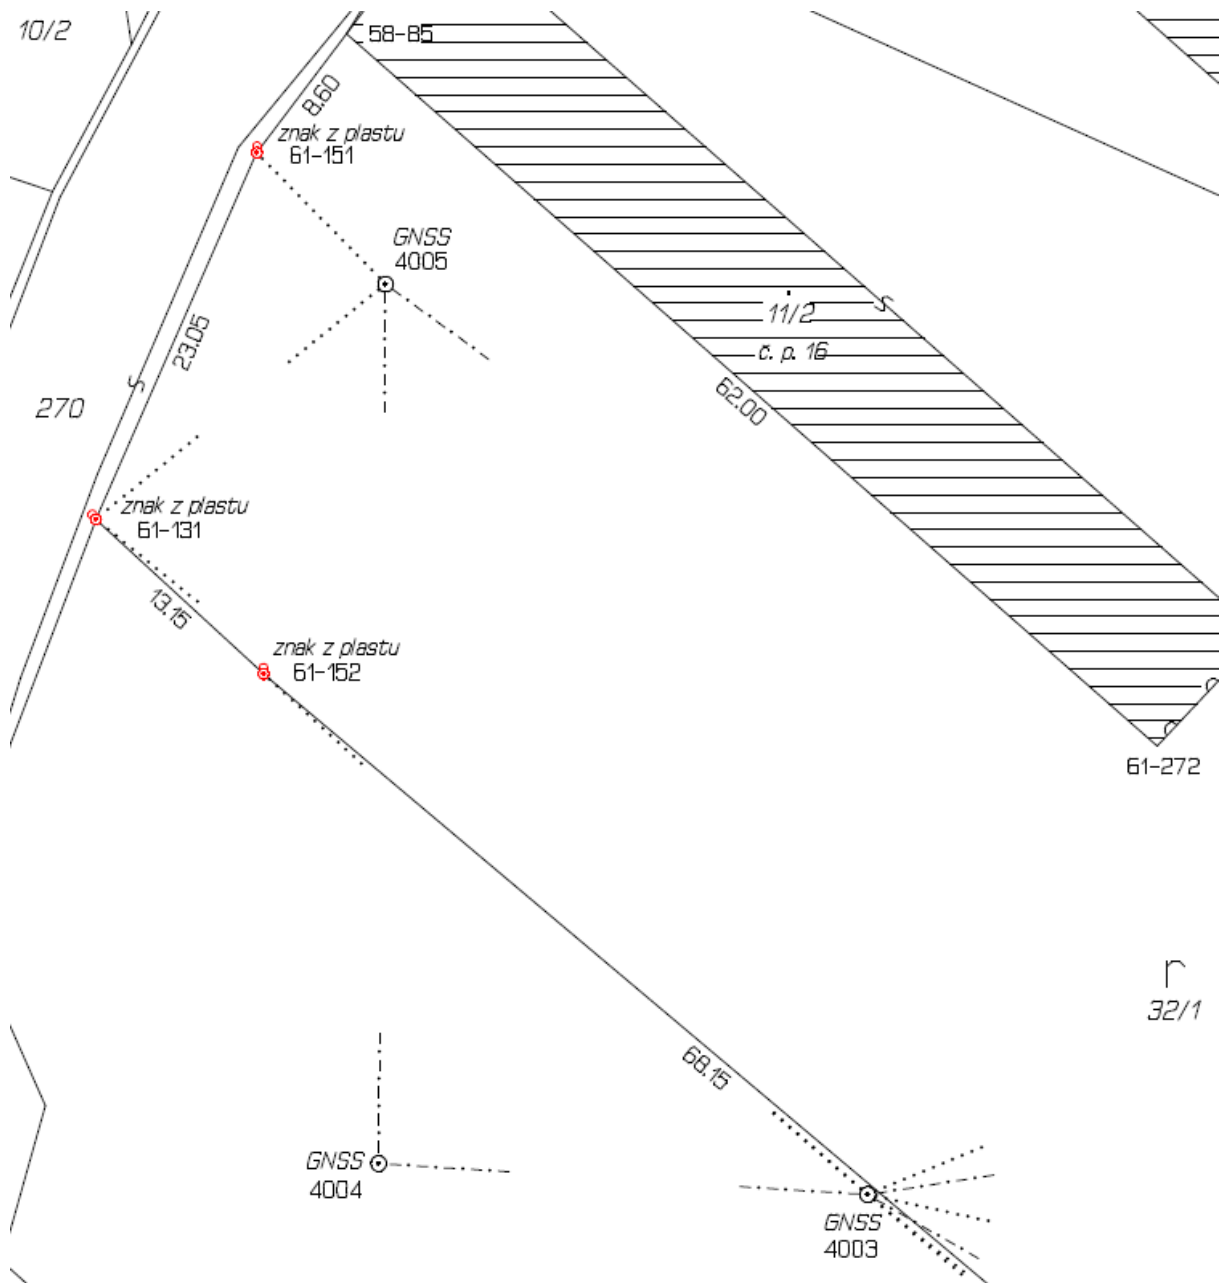 10/2
58-85
8.60
znak z plastu
61-151
GNSS
4005
11/2
č. p. 16
23.05
270
62.00
znak z plastu
61-131
13.15
znak z plastu
61-152
61-272
r
32/1
68.15
GNSS
4004
GNSS
4003